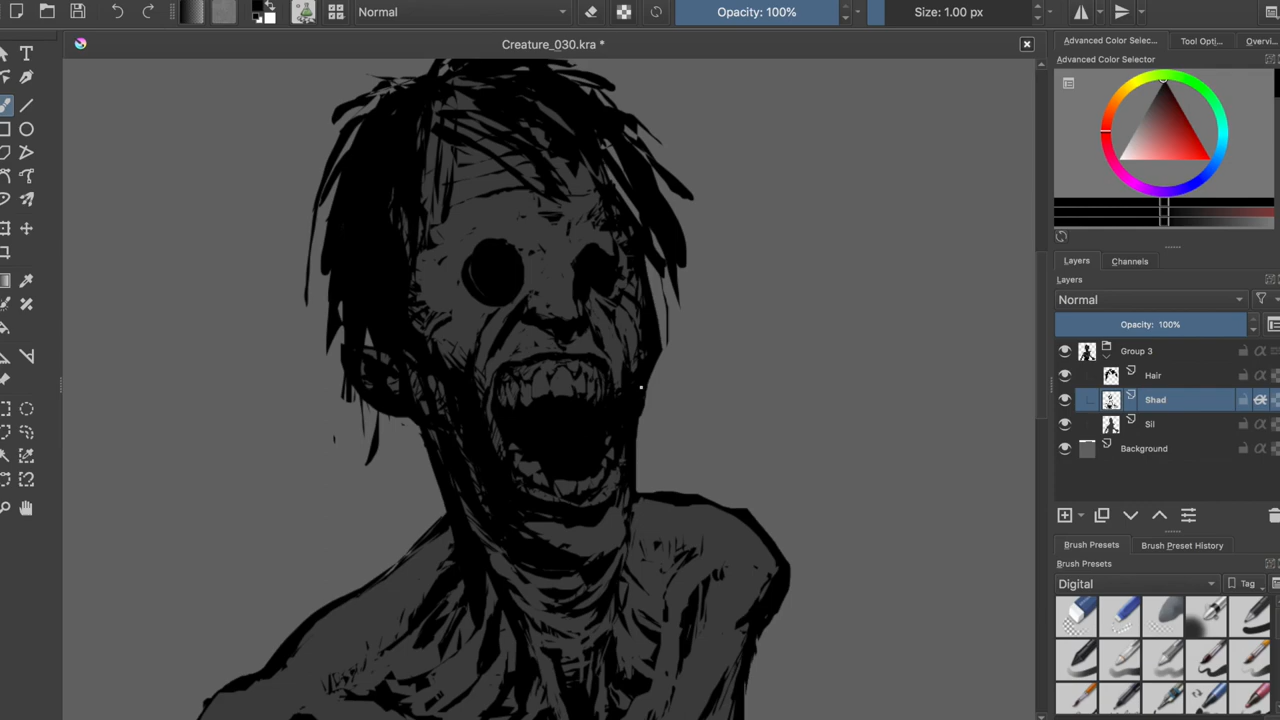 Normal
Opacity: 100%
Size: 1.00 px
Creature_030.kra *
Advanced Color Selec...
Tool Opti...
Overvi...
Advanced Color Selector
Layers
Channels
Layers
Normal
Opacity: 100%
Group 3
Hair
Shad
Sil
Background
Brush Presets
Brush Preset History
Brush Presets
Digital
Tag